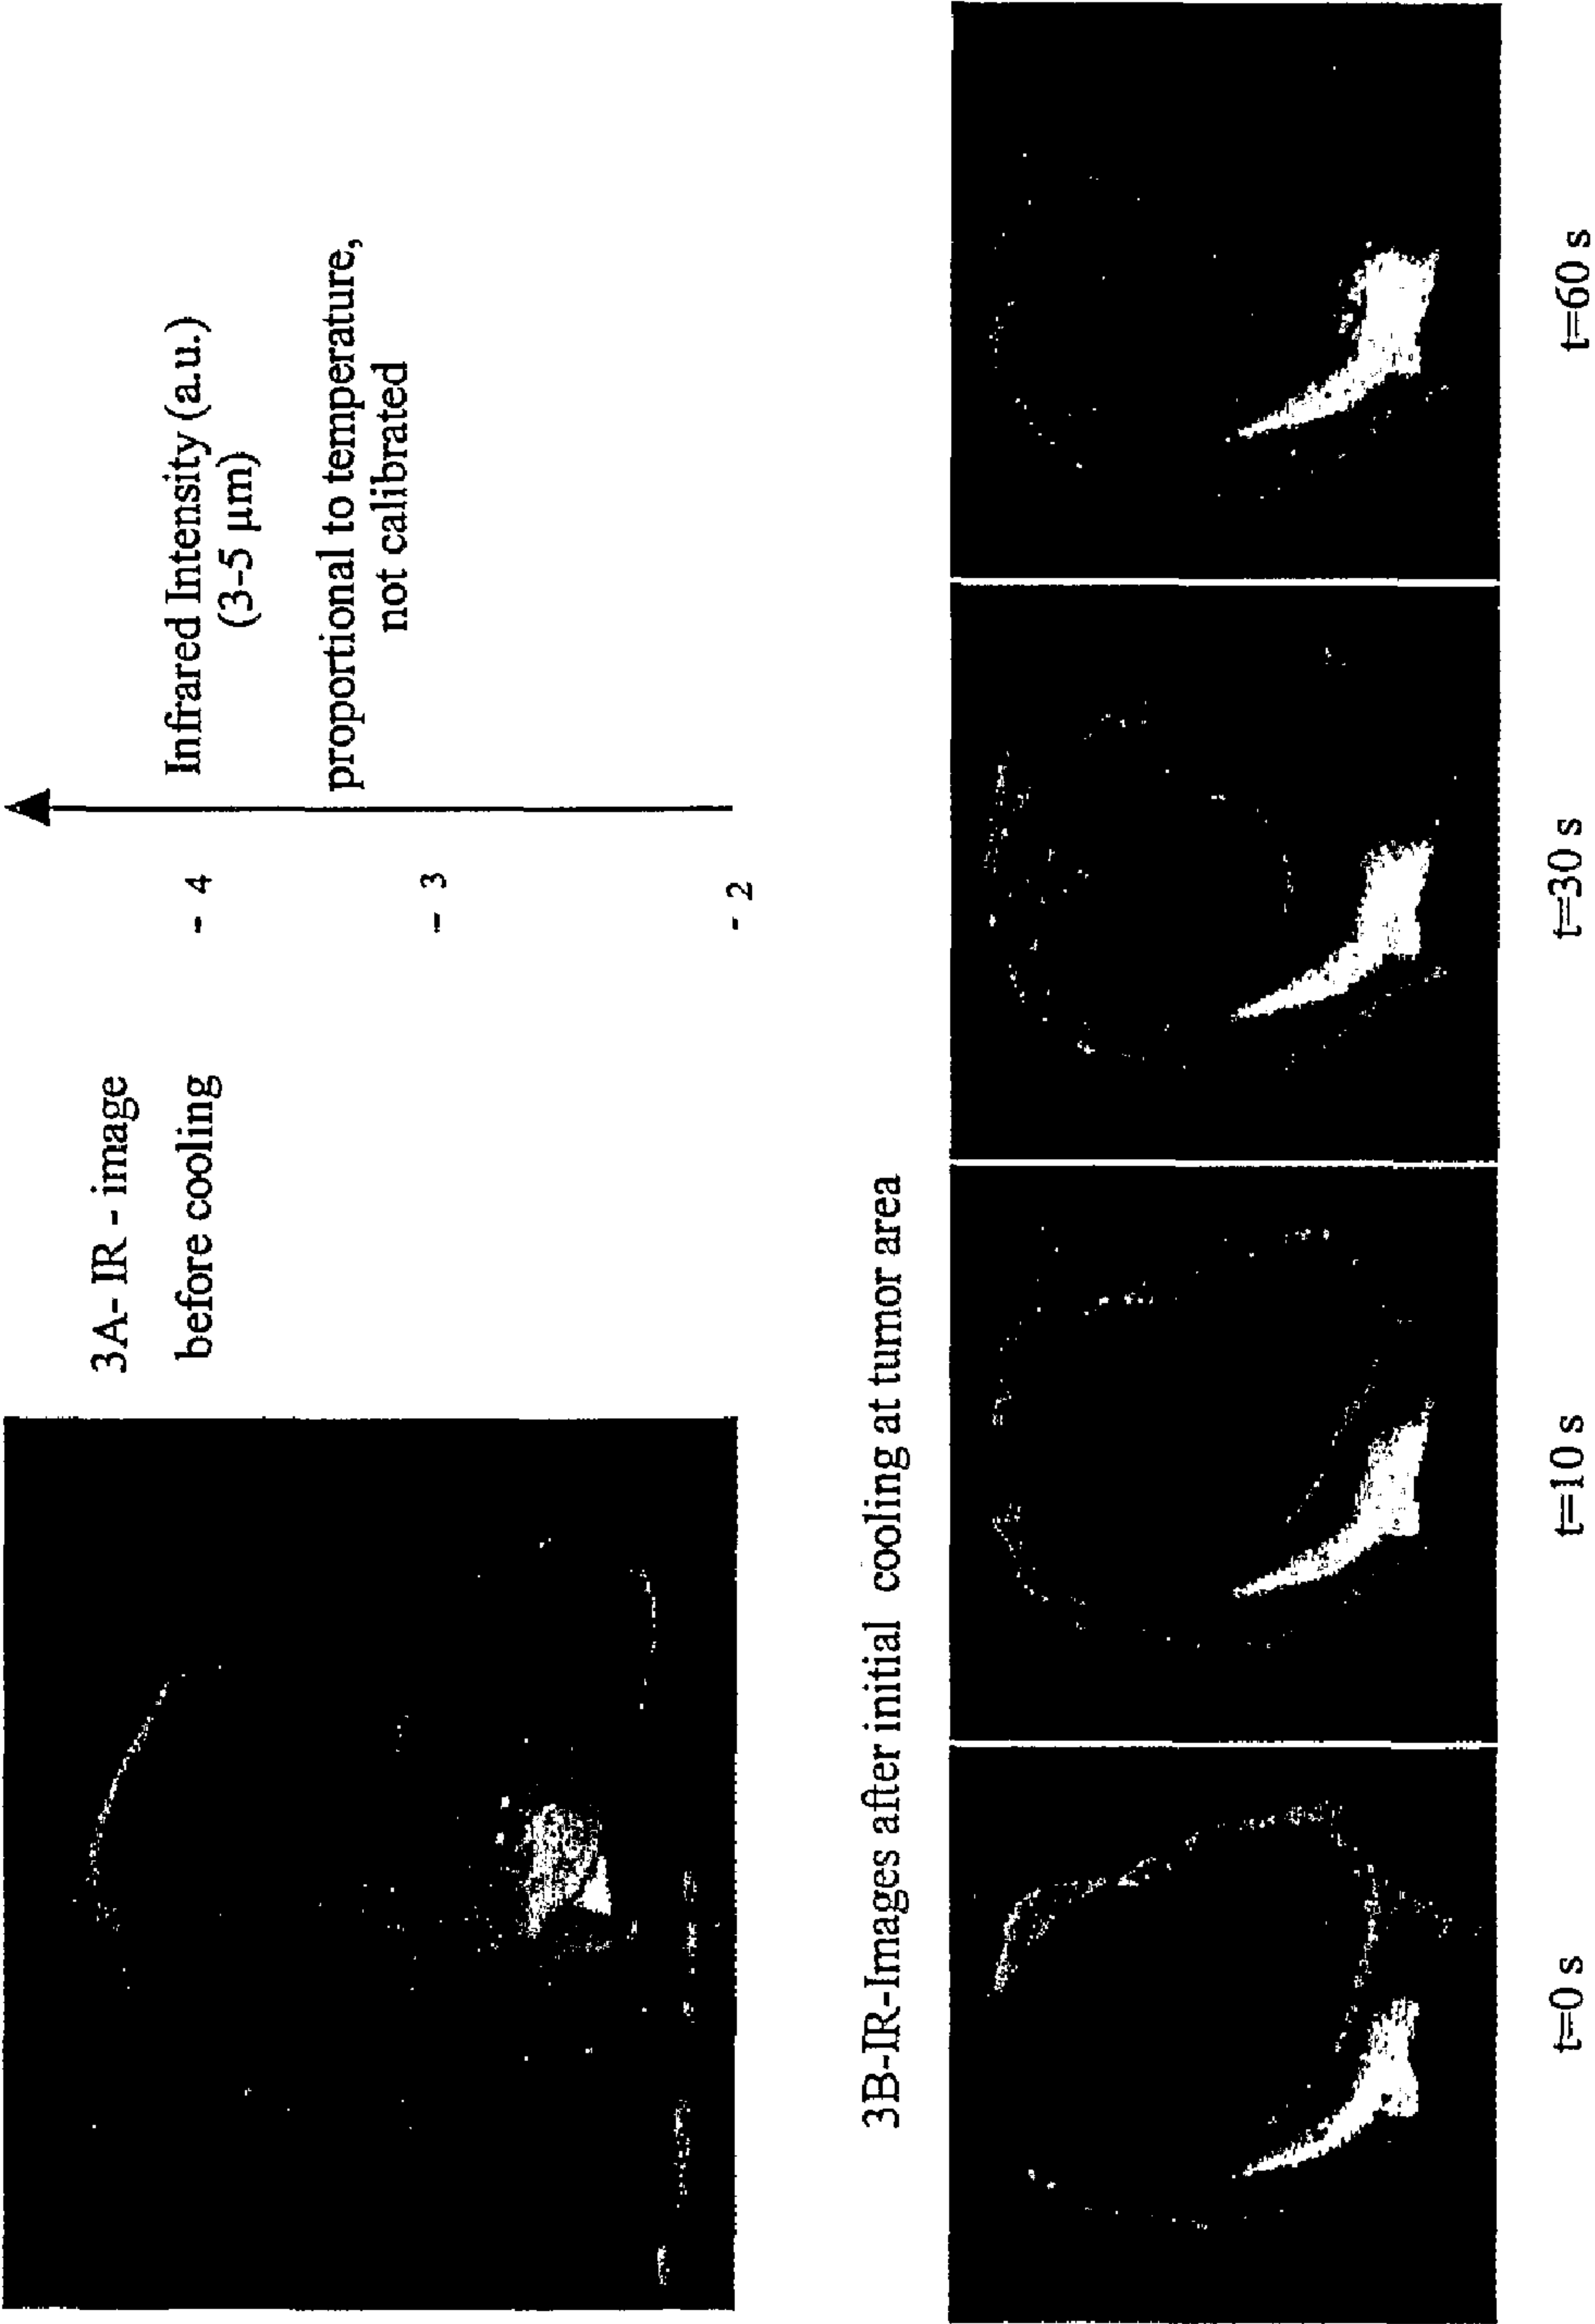 3A- IR - image
before cooling
- 4
- 3
- 2
Infrared Intensity (a.u.)
(3-5 µm)
proportional to temperature,
not calibrated
3B-IR-Images after initial cooling at tumor area
t=0 s
t=10 s
t=30 s
t=60 s